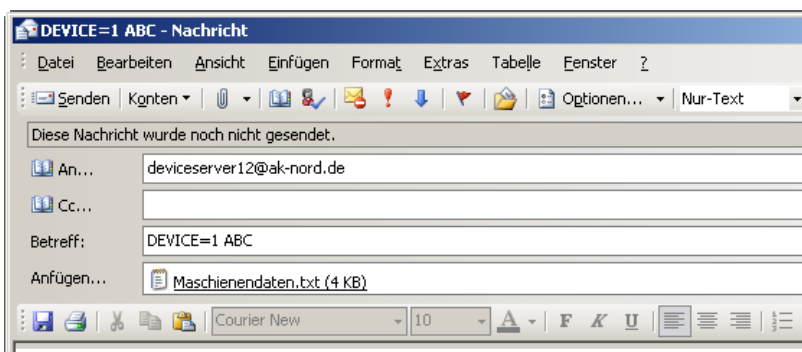 DEVICE=1 ABC - Nachricht
Datei Bearbeiten Ansicht Einfügen Format Extras Tabelle Fenster ?
Senden Konten Optionen... Nur-Text
Diese Nachricht wurde noch nicht gesendet.
An... deviceserver12@ak-nord.de
Cc...
Betreff: DEVICE=1 ABC
Anfügen... Maschienendaten.txt (4 KB)
Courier New 10 A F K U